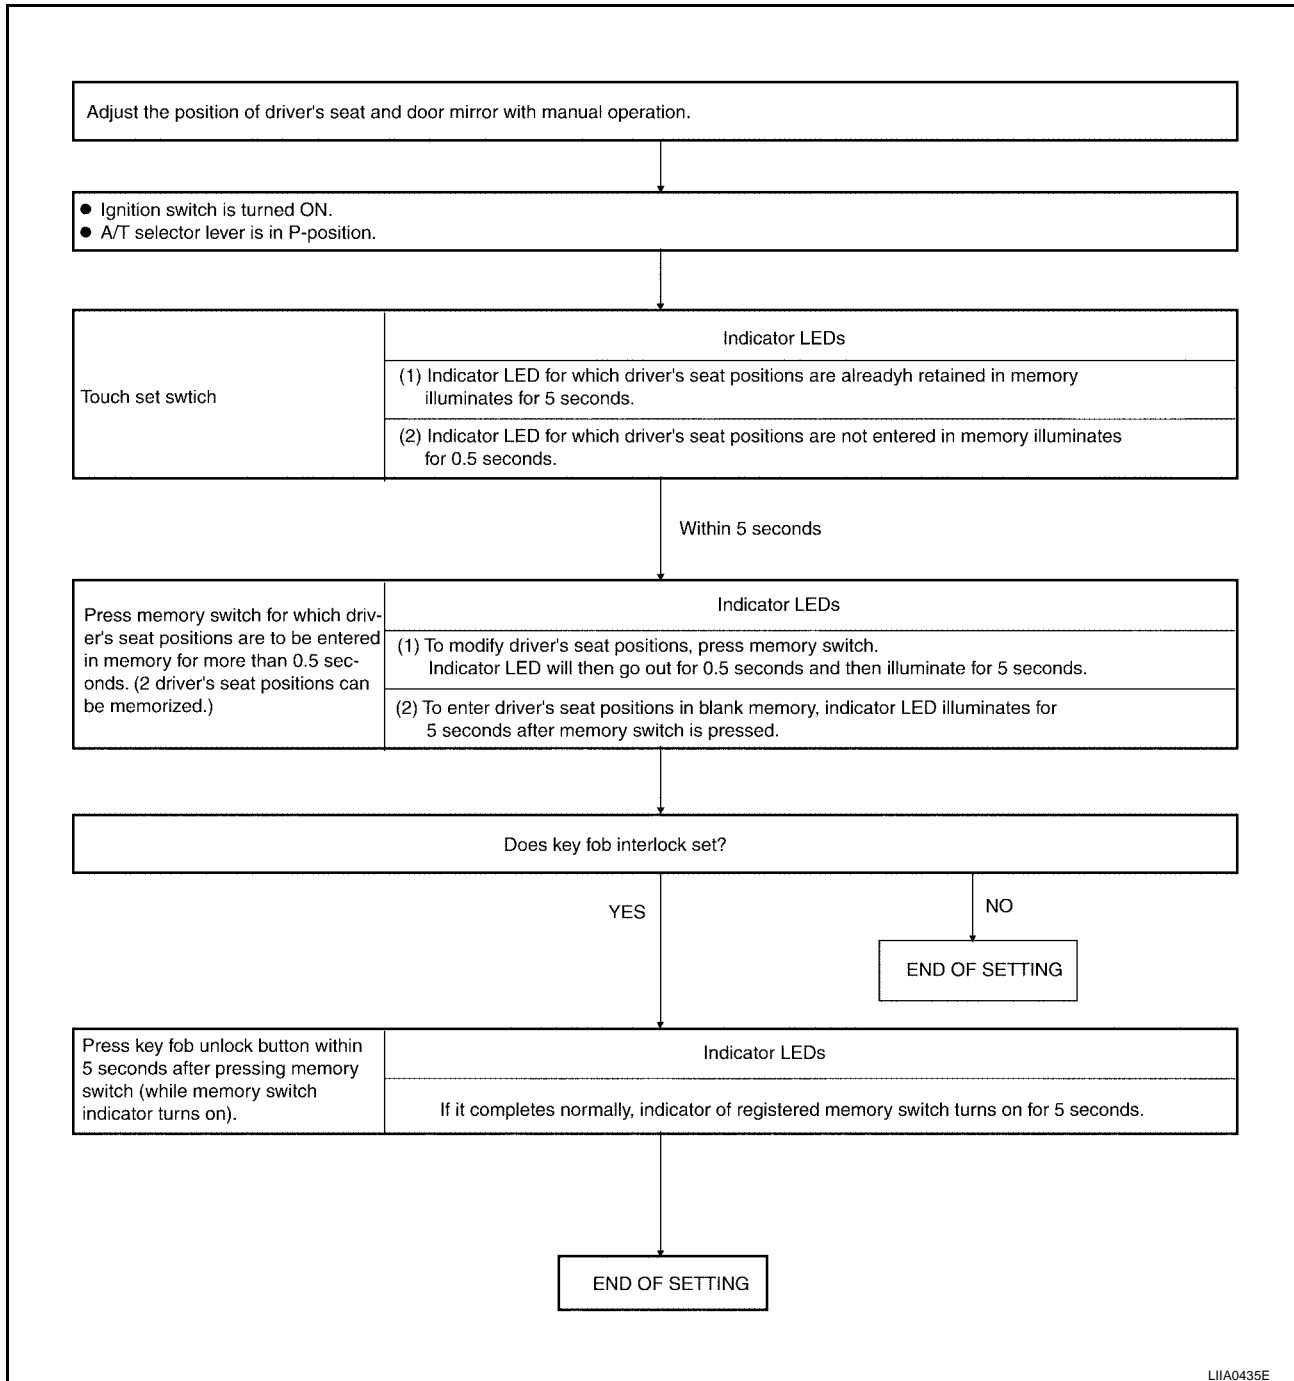 Adjust the position of driver's seat and door mirror with manual operation.
● Ignition switch is turned ON.
● A/T selector lever is in P-position.
Touch set swtich
Indicator LEDs
(1) Indicator LED for which driver's seat positions are alreadyh retained in memory
illuminates for 5 seconds.
(2) Indicator LED for which driver's seat positions are not entered in memory illuminates
for 0.5 seconds.
Within 5 seconds
Press memory switch for which driv-
er's seat positions are to be entered
in memory for more than 0.5 sec-
onds. (2 driver's seat positions can
be memorized.)
Indicator LEDs
(1) To modify driver's seat positions, press memory switch.
Indicator LED will then go out for 0.5 seconds and then illuminate for 5 seconds.
(2) To enter driver's seat positions in blank memory, indicator LED illuminates for
5 seconds after memory switch is pressed.
Does key fob interlock set?
YES
NO
END OF SETTING
Press key fob unlock button within
5 seconds after pressing memory
switch (while memory switch
indicator turns on).
Indicator LEDs
If it completes normally, indicator of registered memory switch turns on for 5 seconds.
END OF SETTING
LIIA0435E